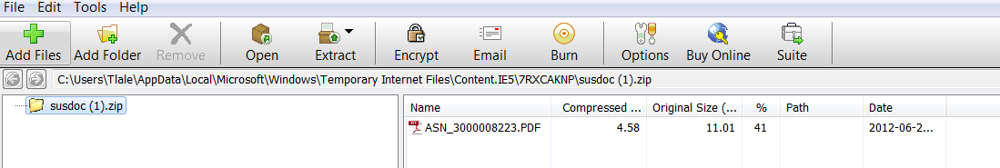 File Edit Tools Help
Add Files Add Folder Remove Open Extract Encrypt Email Burn Options Buy Online Suite
C:\Users\Tlale\AppData\Local\Microsoft\Windows\Temporary Internet Files\Content.IE5\7RXCAKNP\susdoc (1).zip
susdoc (1).zip
Name Compressed ... Original Size (... % Path Date
ASN_3000008223.PDF 4.58 11.01 41 2012-06-2...